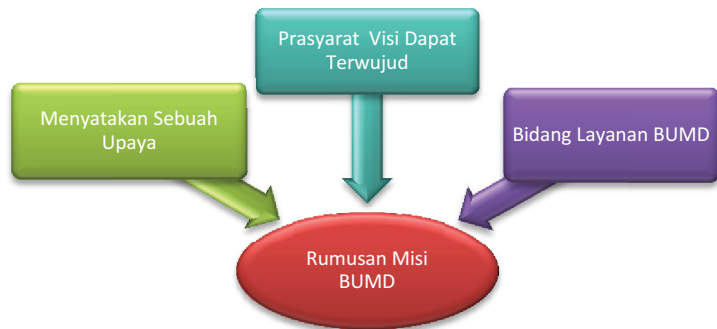 Prasyarat Visi Dapat
Terwujud
Menyatakan Sebuah
Upaya
Bidang Layanan BUMD
Rumusan Misi
BUMD